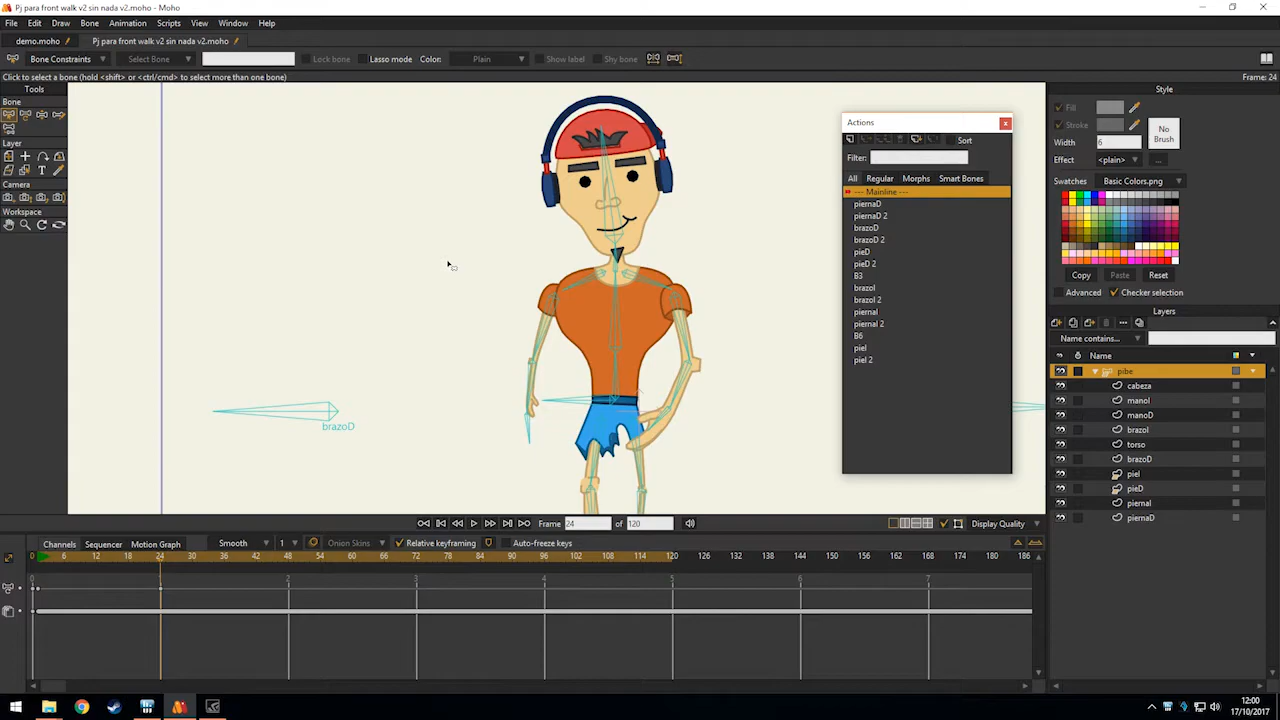 Pj para front walk v2 sin nada v2.moho - Moho
File Edit Draw Bone Animation Scripts View Window Help
demo.moho Pj para front walk v2 sin nada v2.moho
Bone Constraints Select Bone Lock bone Lasso mode Color: Plain Show label Shy bone
Click to select a bone (hold <shift> or <ctrl/cmd> to select more than one bone) Frame: 24
Tools
Bone
Layer
Camera
Workspace
brazoD
Actions
Sort
Filter:
All Regular Morphs Smart Bones
--- Mainline ---
piernaD
piernaD 2
brazoD
brazoD 2
pieD
pieD 2
B3
brazoI
brazoI 2
piernaI
piernaI 2
B6
pieI
pieI 2
Style
Fill
Stroke
No
Brush
Width 6
Effect <plain> ...
Swatches Basic Colors.png
Copy Paste Reset
Advanced Checker selection
Layers
Name contains...
Name
pibe
cabeza
manoI
manoD
brazoI
torso
brazoD
pieI
pieD
piernaI
piernaD
Frame 24 of 120 Display Quality
Channels Sequencer Motion Graph Smooth 1 Onion Skins Relative keyframing Auto-freeze keys
0 6 12 18 24 30 36 42 48 54 60 66 72 78 84 90 96 102 108 114 120 126 132 138 144 150 156 162 168 174 180 186
0 1 2 3 4 5 6 7
12:00
17/10/2017